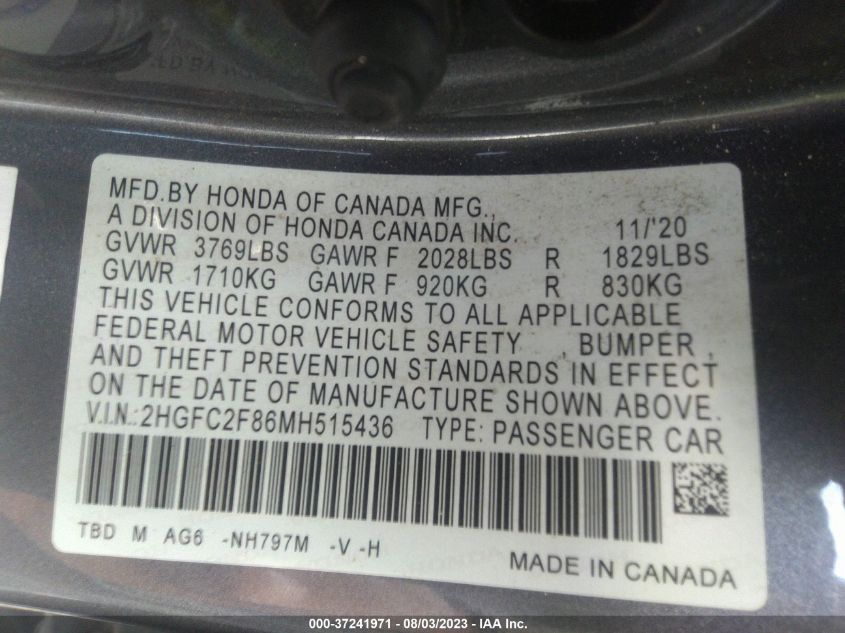 MFD.BY HONDA OF CANADA MFG.,
A DIVISION OF HONDA CANADA INC. 11/'20
GVWR 3769LBS GAWR F 2028LBS R 1829LBS
GVWR 1710KG GAWR F 920KG R 830KG
THIS VEHICLE CONFORMS TO ALL APPLICABLE
FEDERAL MOTOR VEHICLE SAFETY , BUMPER ,
AND THEFT PREVENTION STANDARDS IN EFFECT
ON THE DATE OF MANUFACTURE SHOWN ABOVE.
V.I.N.:2HGFC2F86MH515436 TYPE: PASSENGER CAR
TBD M AG6 -NH797M -V -H
MADE IN CANADA
000-37241971 - 08/03/2023 - IAA Inc.